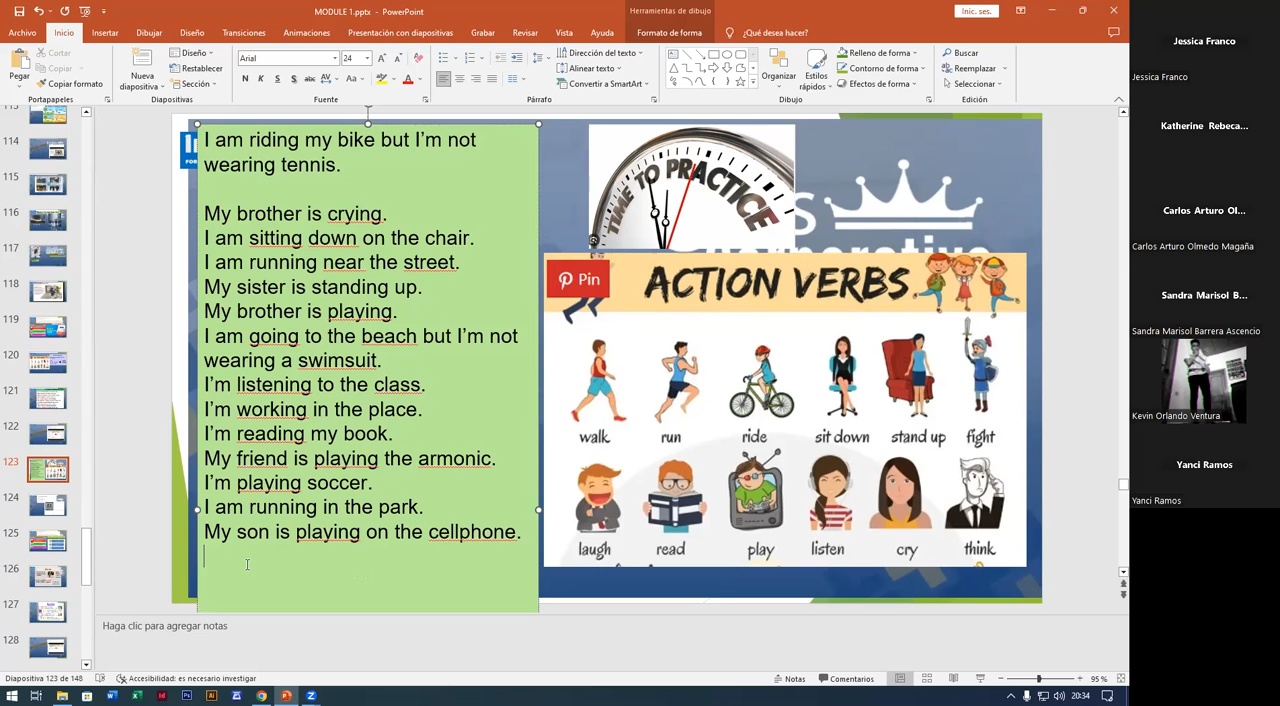 MODULE 1.pptx - PowerPoint
Herramientas de dibujo
Inic. ses.
Archivo
Inicio
Insertar
Dibujar
Diseño
Transiciones
Animaciones
Presentación con diapositivas
Grabar
Revisar
Vista
Ayuda
Formato de forma
¿Qué desea hacer?
Pegar
Cortar
Copiar
Copiar formato
Portapapeles
Nueva
diapositiva
Diseño
Restablecer
Sección
Diapositivas
Arial
24
Fuente
Párrafo
Dirección del texto
Alinear texto
Convertir a SmartArt
Organizar
Estilos
rápidos
Relleno de forma
Contorno de forma
Efectos de forma
Dibujo
Buscar
Reemplazar
Seleccionar
Edición
114
115
116
117
118
119
120
121
122
123
124
125
126
127
128
I am riding my bike but I'm not
wearing tennis.
My brother is crying.
I am sitting down on the chair.
I am running near the street.
My sister is standing up.
My brother is playing.
I am going to the beach but I'm not
wearing a swimsuit.
I'm listening to the class.
I'm working in the place.
I'm reading my book.
My friend is playing the armonic.
I'm playing soccer.
I am running in the park.
My son is playing on the cellphone.
TIME TO PRACTICE
Pin
ACTION VERBS
walk
run
ride
sit down
stand up
fight
laugh
read
play
listen
cry
think
Haga clic para agregar notas
Diapositiva 123 de 148
Accesibilidad: es necesario investigar
Notas
Comentarios
95 %
20:34
Jessica Franco
Jessica Franco
Katherine Rebeca...
Carlos Arturo Ol...
Carlos Arturo Olmedo Magaña
Sandra Marisol B...
Sandra Marisol Barrera Ascencio
Kevin Orlando Ventura
Yanci Ramos
Yanci Ramos